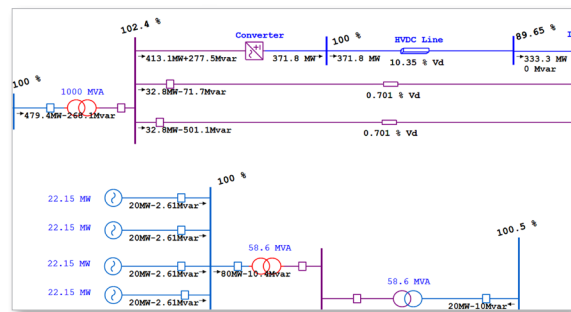 102.4 %
Converter
HVDC Line
100 %
89.65 %
413.1MW+277.5Mvar
371.8 MW
371.8 MW
10.35 % Vd
333.3 MW
0 Mvar
100 %
1000 MVA
32.8MW-71.7Mvar
0.701 % Vd
479.4MW-268.1Mvar
32.8MW-501.1Mvar
0.701 % Vd
100 %
22.15 MW
20MW-2.61Mvar
22.15 MW
20MW-2.61Mvar
100.5 %
58.6 MVA
22.15 MW
20MW-2.61Mvar
80MW-10.4Mvar
58.6 MVA
22.15 MW
20MW-2.61Mvar
20MW-10Mvar